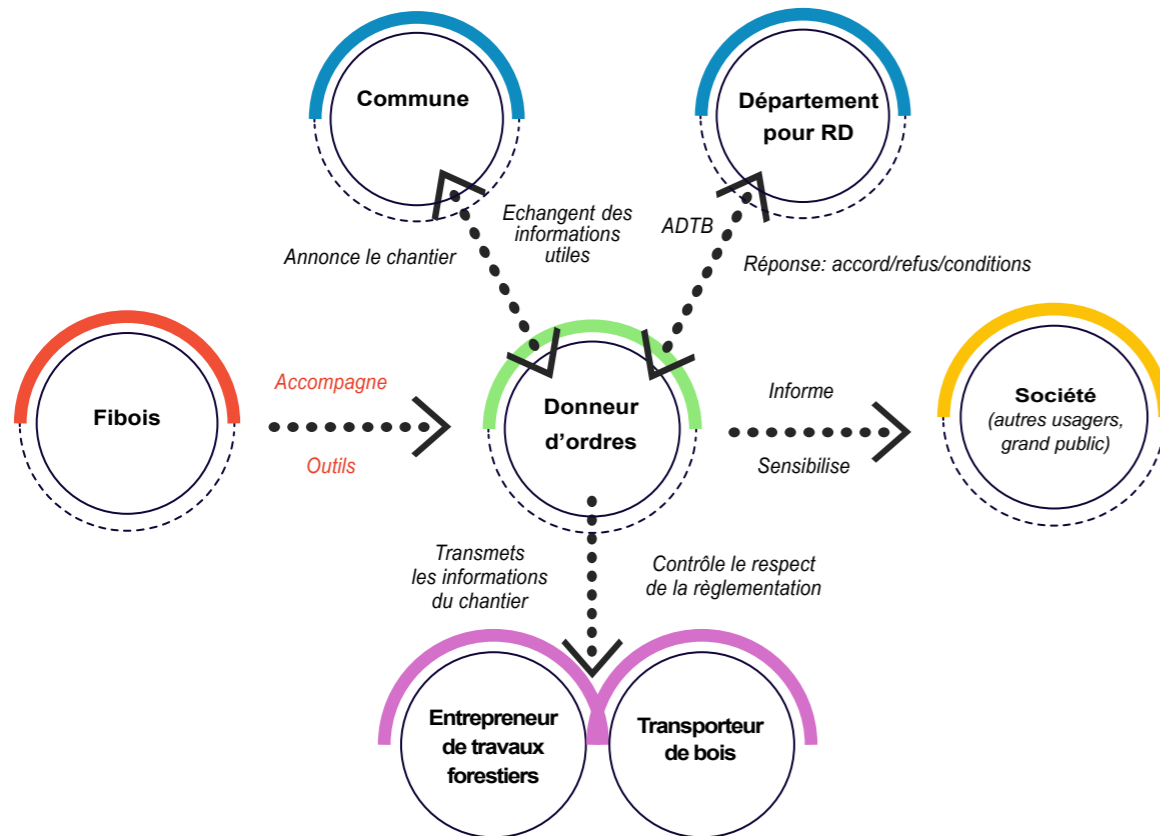 Commune
Département
pour RD
Echangent des
informations
utiles
ADTB
Annonce le chantier
Réponse: accord/refus/conditions
Fibois
Accompagne
Outils
Donneur
d'ordres
Informe
Sensibilise
Société
(autres usagers,
grand public)
Transmets
les informations
du chantier
Contrôle le respect
de la règlementation
Entrepreneur
de travaux
forestiers
Transporteur
de bois